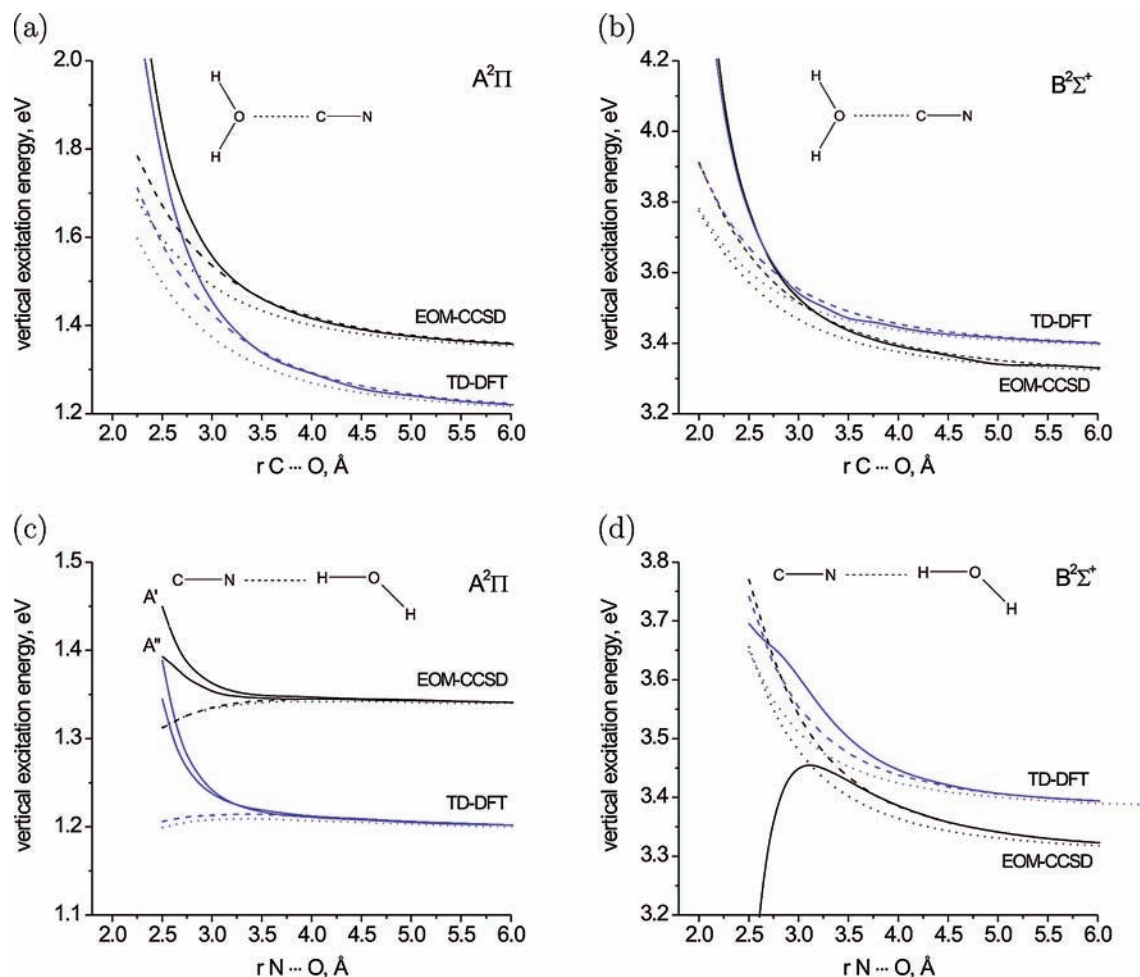 (a)
vertical excitation energy, eV
2.0
1.8
1.6
1.4
1.2
A²Π
H
O
C
N
H
EOM-CCSD
TD-DFT
2.0 2.5 3.0 3.5 4.0 4.5 5.0 5.5 6.0
r C ··· O, Å
(b)
vertical excitation energy, eV
4.2
4.0
3.8
3.6
3.4
3.2
B²Σ⁺
H
O
C
N
H
TD-DFT
EOM-CCSD
2.0 2.5 3.0 3.5 4.0 4.5 5.0 5.5 6.0
r C ··· O, Å
(c)
vertical excitation energy, eV
1.5
1.4
1.3
1.2
1.1
C N H O
H
A²Π
A'
A''
EOM-CCSD
TD-DFT
2.0 2.5 3.0 3.5 4.0 4.5 5.0 5.5 6.0
r N ··· O, Å
(d)
vertical excitation energy, eV
3.8
3.7
3.6
3.5
3.4
3.3
3.2
C N H O
H
B²Σ⁺
TD-DFT
EOM-CCSD
2.0 2.5 3.0 3.5 4.0 4.5 5.0 5.5 6.0
r N ··· O, Å